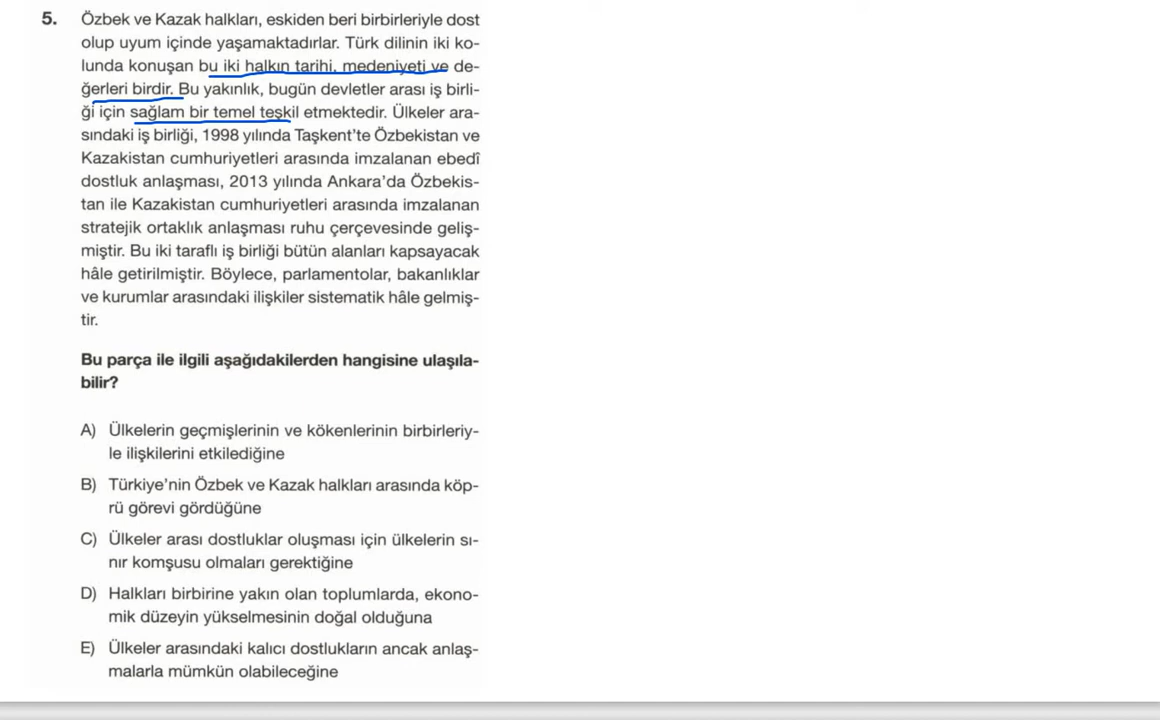 5. Özbek ve Kazak halkları, eskiden beri birbirleriyle dost
olup uyum içinde yaşamaktadırlar. Türk dilinin iki ko-
lunda konuşan bu iki halkın tarihi, medeniyeti ve de-
ğerleri birdir. Bu yakınlık, bugün devletler arası iş birli-
ği için sağlam bir temel teşkil etmektedir. Ülkeler ara-
sındaki iş birliği, 1998 yılında Taşkent’te Özbekistan ve
Kazakistan cumhuriyetleri arasında imzalanan ebedî
dostluk anlaşması, 2013 yılında Ankara’da Özbekis-
tan ile Kazakistan cumhuriyetleri arasında imzalanan
stratejik ortaklık anlaşması ruhu çerçevesinde geliş-
miştir. Bu iki taraflı iş birliği bütün alanları kapsayacak
hâle getirilmiştir. Böylece, parlamentolar, bakanlıklar
ve kurumlar arasındaki ilişkiler sistematik hâle gelmiş-
tir.
Bu parça ile ilgili aşağıdakilerden hangisine ulaşıla-
bilir?
A) Ülkelerin geçmişlerinin ve kökenlerinin birbirleriy-
le ilişkilerini etkilediğine
B) Türkiye’nin Özbek ve Kazak halkları arasında köp-
rü görevi gördüğüne
C) Ülkeler arası dostluklar oluşması için ülkelerin sı-
nır komşusu olmaları gerektiğine
D) Halkları birbirine yakın olan toplumlarda, ekono-
mik düzeyin yükselmesinin doğal olduğuna
E) Ülkeler arasındaki kalıcı dostlukların ancak anlaş-
malarla mümkün olabileceğine